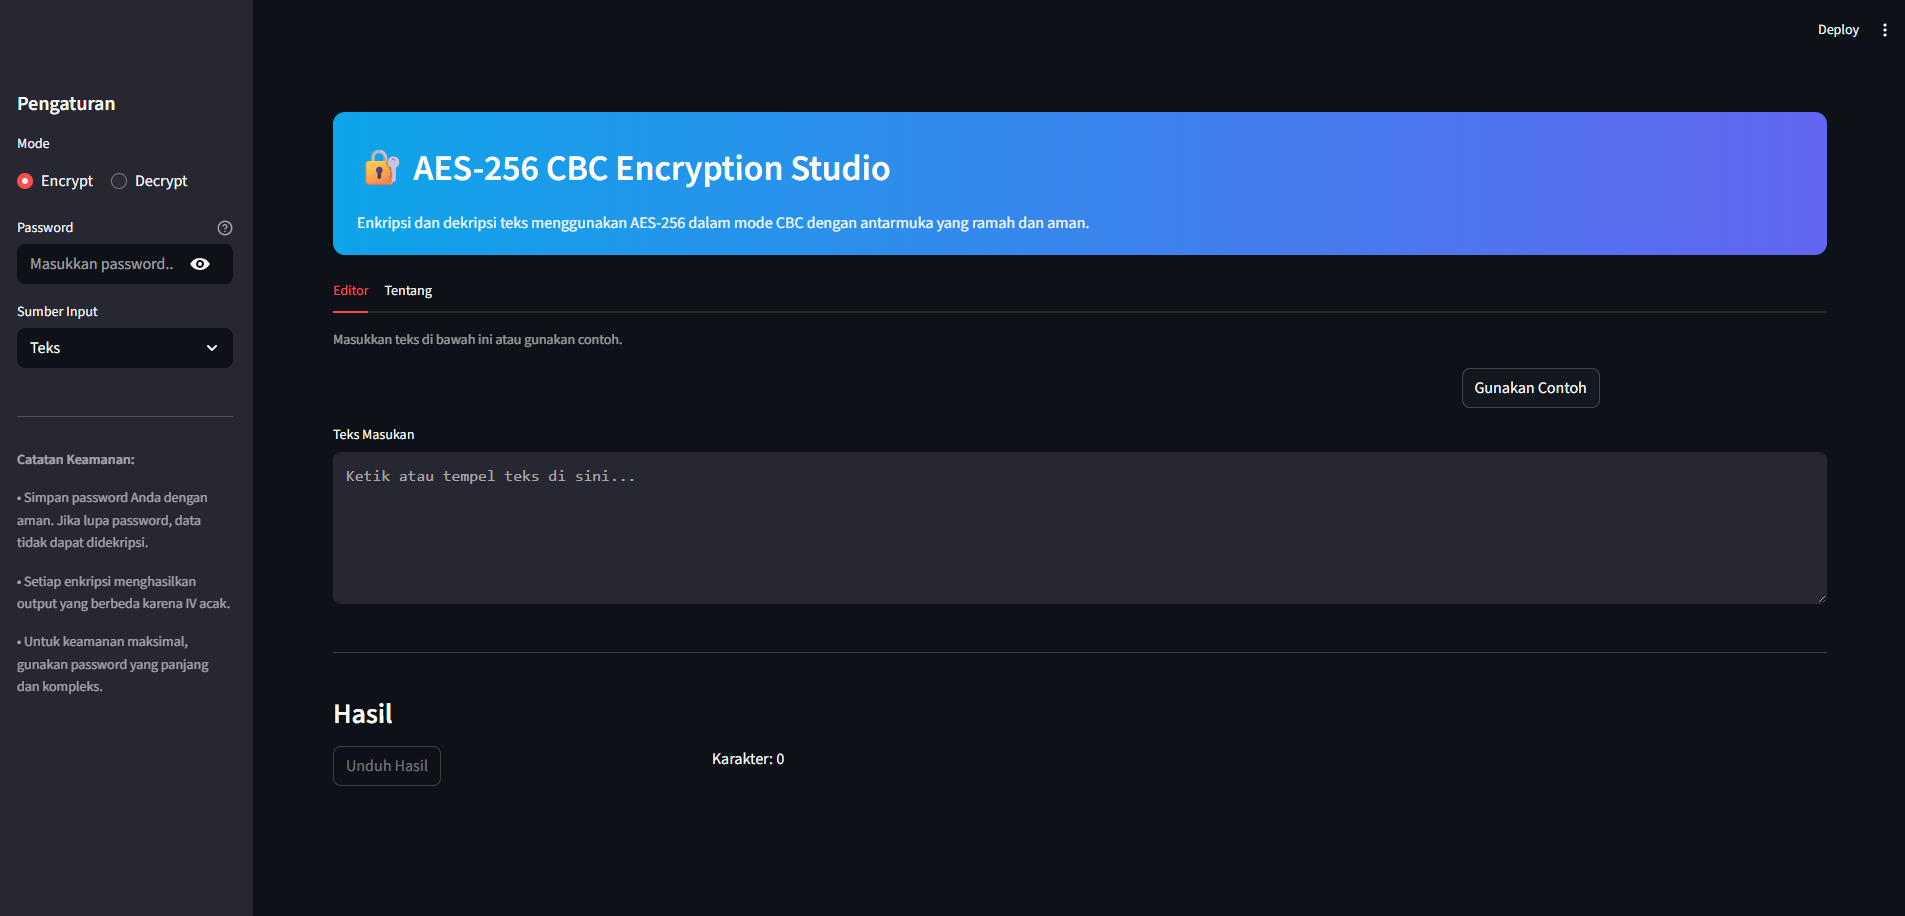 Deploy
Pengaturan
Mode
Encrypt
Decrypt
Password
Masukkan password..
Sumber Input
Teks
Catatan Keamanan:
• Simpan password Anda dengan
aman. Jika lupa password, data
tidak dapat didekripsi.
• Setiap enkripsi menghasilkan
output yang berbeda karena IV acak.
• Untuk keamanan maksimal,
gunakan password yang panjang
dan kompleks.
AES-256 CBC Encryption Studio
Enkripsi dan dekripsi teks menggunakan AES-256 dalam mode CBC dengan antarmuka yang ramah dan aman.
Editor
Tentang
Masukkan teks di bawah ini atau gunakan contoh.
Gunakan Contoh
Teks Masukan
Ketik atau tempel teks di sini...
Hasil
Unduh Hasil
Karakter: 0